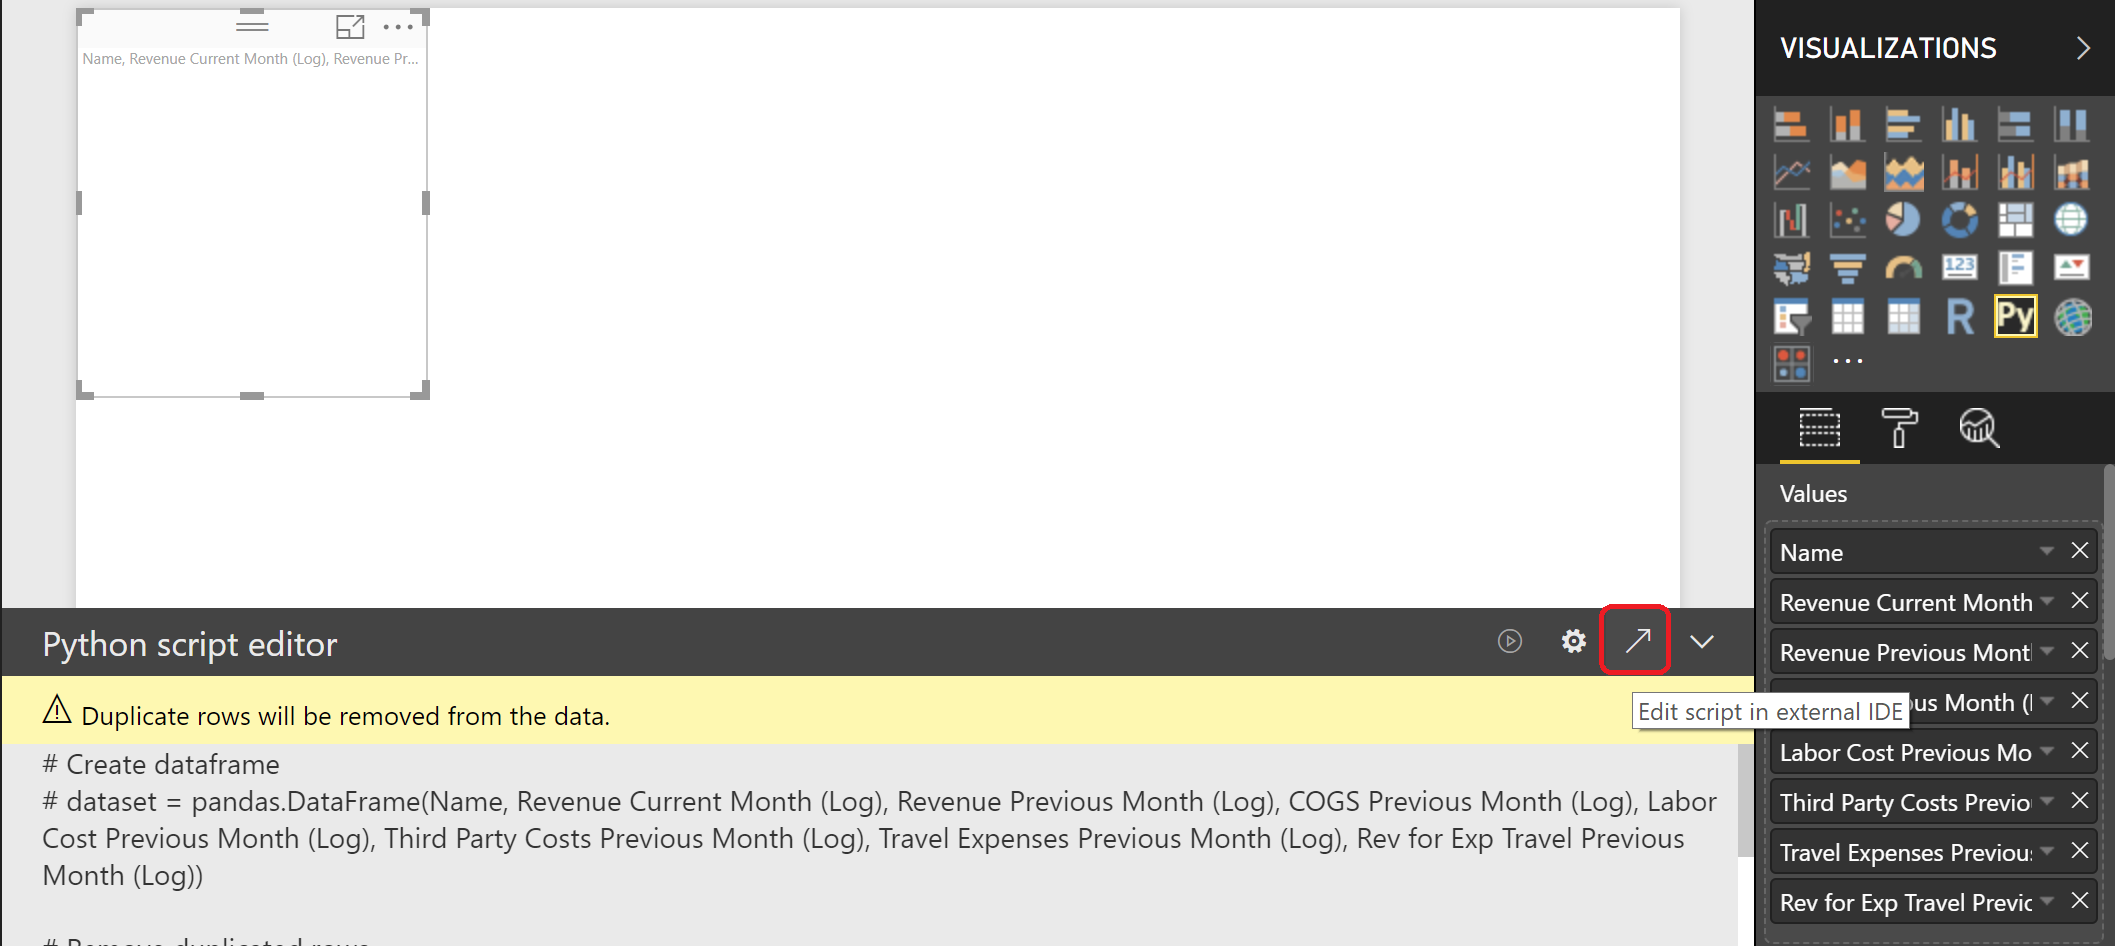 Name, Revenue Current Month (Log), Revenue Pr...
VISUALIZATIONS
123
R
Py
Values
Name
Revenue Current Month
Revenue Previous Mont
us Month (
Labor Cost Previous Mo
Third Party Costs Previo
Travel Expenses Previou
Rev for Exp Travel Previc
Python script editor
Edit script in external IDE
Duplicate rows will be removed from the data.
# Create dataframe
# dataset = pandas.DataFrame(Name, Revenue Current Month (Log), Revenue Previous Month (Log), COGS Previous Month (Log), Labor
Cost Previous Month (Log), Third Party Costs Previous Month (Log), Travel Expenses Previous Month (Log), Rev for Exp Travel Previous
Month (Log))
# Remove duplicated rows